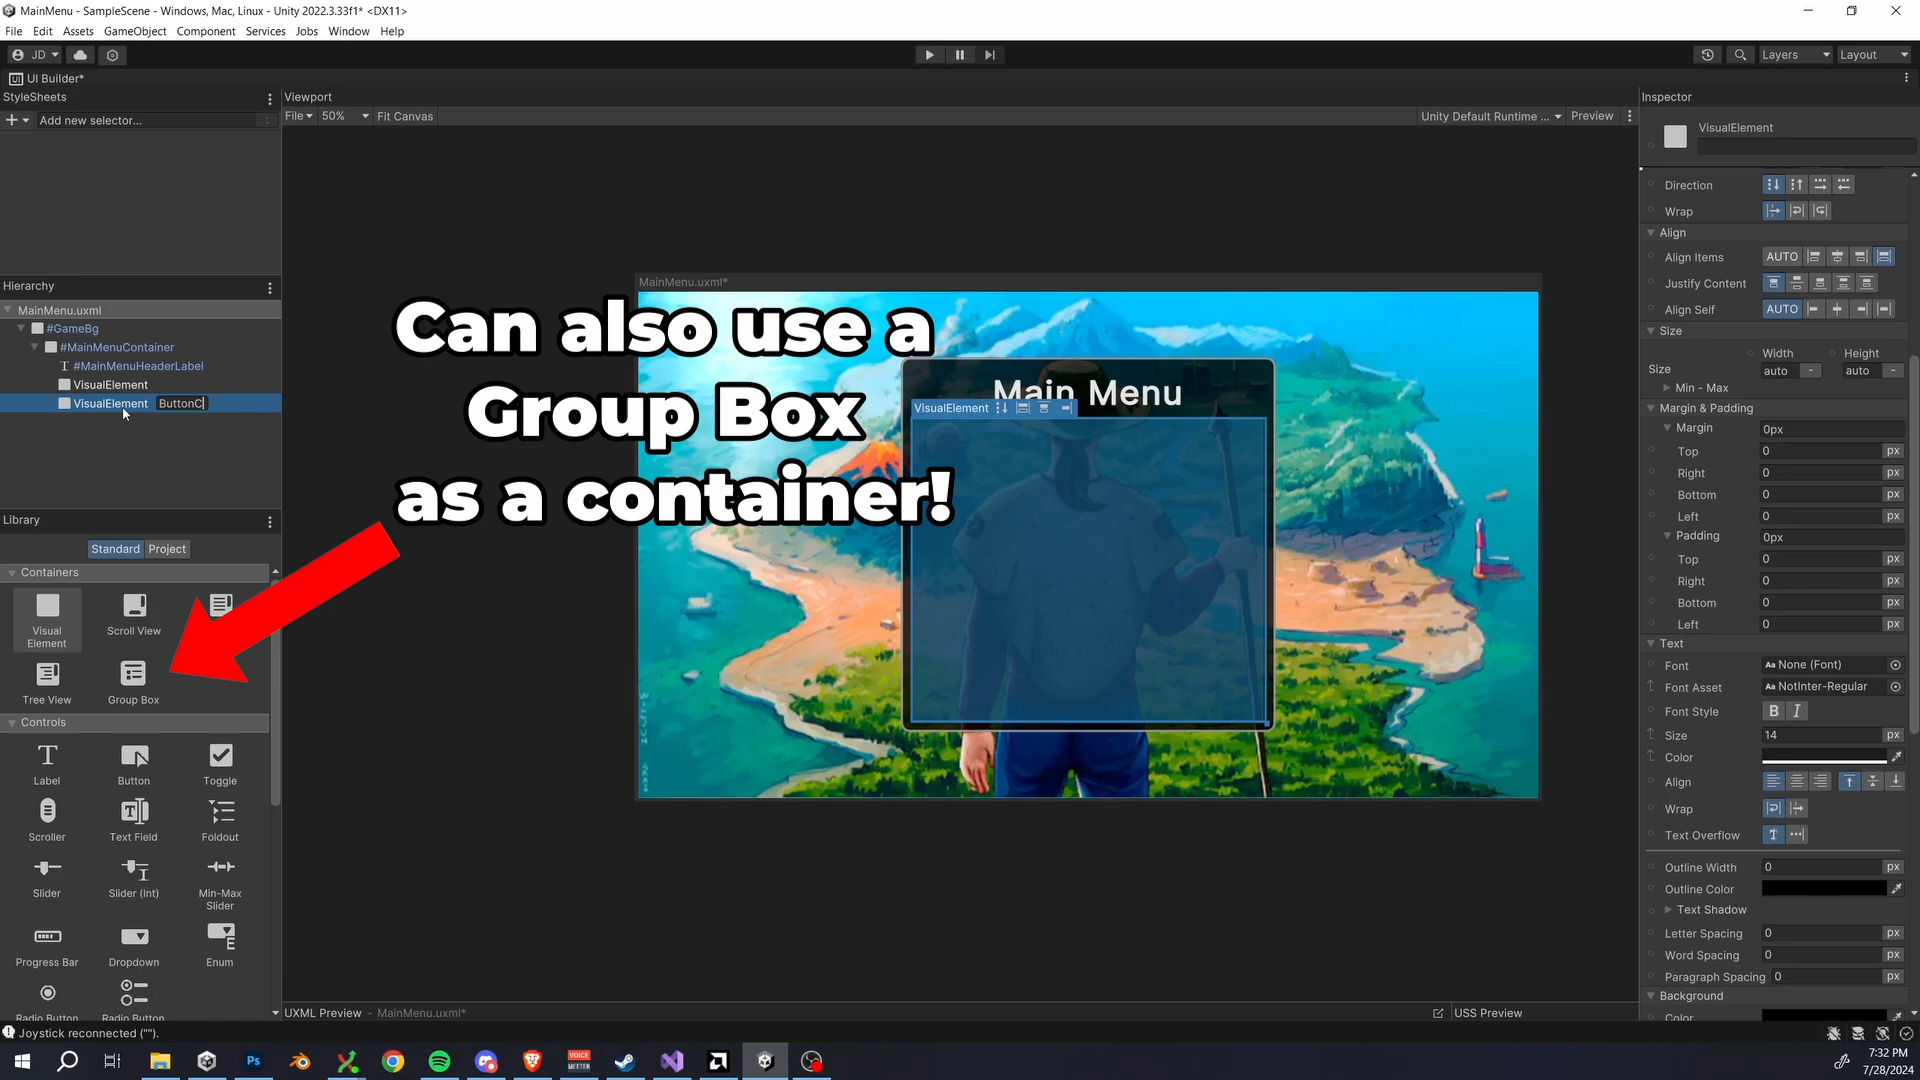 MainMenu - SampleScene - Windows, Mac, Linux - Unity 2022.3.33f1* <DX11>
File Edit Assets GameObject Component Services Jobs Window Help
JD
Layers
Layout
UI Builder*
StyleSheets
Add new selector...
Viewport
File 50% Fit Canvas
Unity Default Runtime ... Preview
Inspector
VisualElement
Hierarchy
MainMenu.uxml
#GameBg
#MainMenuContainer
#MainMenuHeaderLabel
VisualElement
VisualElement ButtonC
Library
Standard Project
Containers
Visual Element
Scroll View
Tree View
Group Box
Controls
Label
Button
Toggle
Scroller
Text Field
Foldout
Slider
Slider (Int)
Min-Max Slider
Progress Bar
Dropdown
Enum
Radio Button
Radio Button
MainMenu.uxml*
Can also use a
Group Box
as a container!
Main Menu
VisualElement
Direction
Wrap
Align
Align Items AUTO
Justify Content
Align Self AUTO
Size
Width Height
Size auto - auto -
Min - Max
Margin & Padding
Margin 0px
Top 0 px
Right 0 px
Bottom 0 px
Left 0 px
Padding 0px
Top 0 px
Right 0 px
Bottom 0 px
Left 0 px
Text
Font Aa None (Font)
Font Asset Aa NotInter-Regular
Font Style B I
Size 14 px
Color
Align
Wrap
Text Overflow
Outline Width 0 px
Outline Color
Text Shadow
Letter Spacing 0 px
Word Spacing 0 px
Paragraph Spacing 0 px
Background
Color
UXML Preview - MainMenu.uxml*
USS Preview
Joystick reconnected ("").
Ps
VOICE
MEETER
7:32 PM
7/28/2024